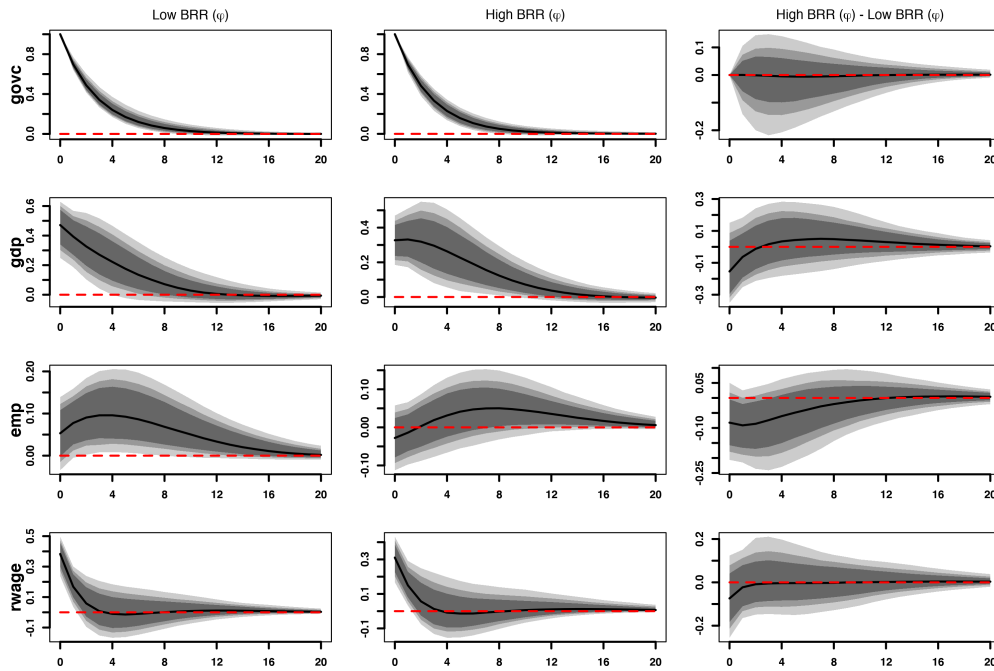 Low BRR (φ) High BRR (φ) High BRR (φ) - Low BRR (φ)
govc 0.0 0.4 0.8 0.0 0.4 0.8 -0.2 0.0 0.1
0 4 8 12 16 20 0 4 8 12 16 20 0 4 8 12 16 20
gdp 0.0 0.2 0.4 0.6 0.0 0.2 0.4 -0.3 -0.1 0.1 0.3
0 4 8 12 16 20 0 4 8 12 16 20 0 4 8 12 16 20
emp 0.00 0.10 0.20 -0.10 0.00 0.10 -0.25 -0.10 0.05
0 4 8 12 16 20 0 4 8 12 16 20 0 4 8 12 16 20
rwage -0.1 0.1 0.3 0.5 -0.1 0.1 0.3 -0.2 0.0 0.2
0 4 8 12 16 20 0 4 8 12 16 20 0 4 8 12 16 20